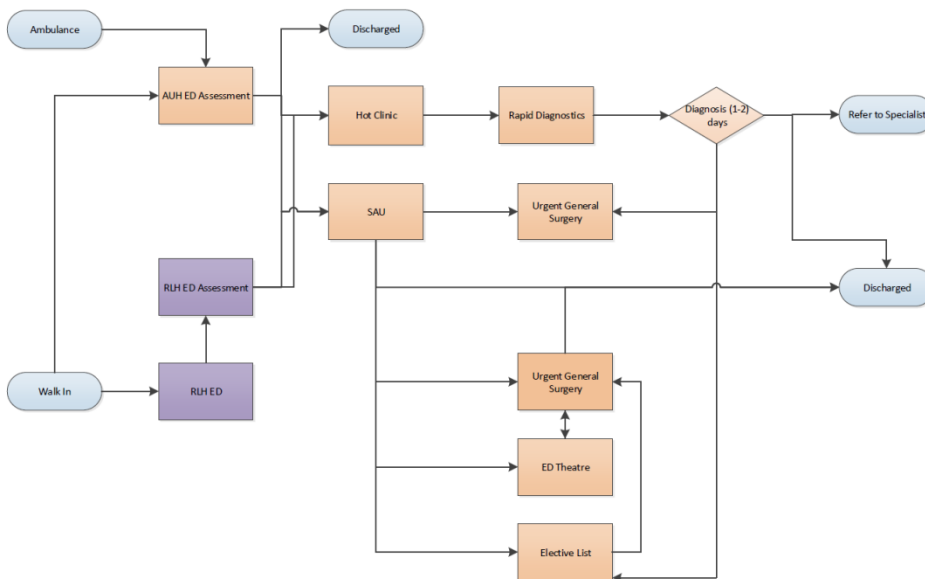 Ambulance
Discharged
AUH ED Assessment
Hot Clinic
Rapid Diagnostics
Diagnosis (1-2)
days
Refer to Specialist
SAU
Urgent General
Surgery
RLH ED Assessment
Discharged
Walk In
RLH ED
Urgent General
Surgery
ED Theatre
Elective List